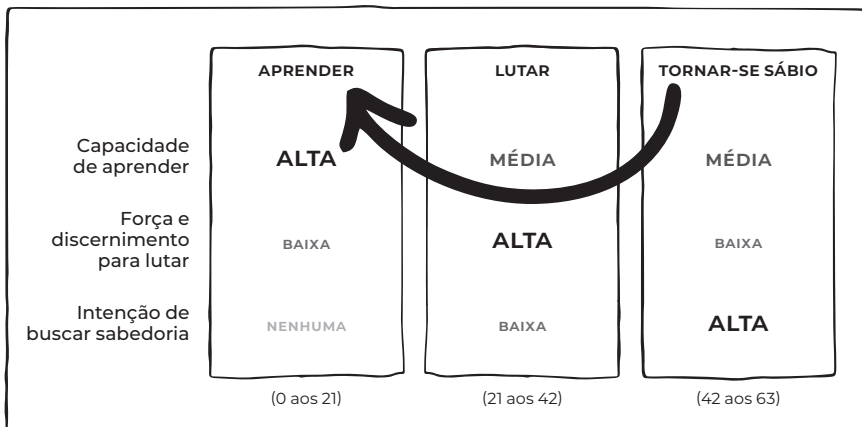 APRENDER LUTAR TORNAR-SE SÁBIO
Capacidade
de aprender
ALTA MÉDIA MÉDIA
Força e
discernimento
para lutar
BAIXA ALTA BAIXA
Intenção de
buscar sabedoria
NENHUMA BAIXA ALTA
(0 aos 21) (21 aos 42) (42 aos 63)